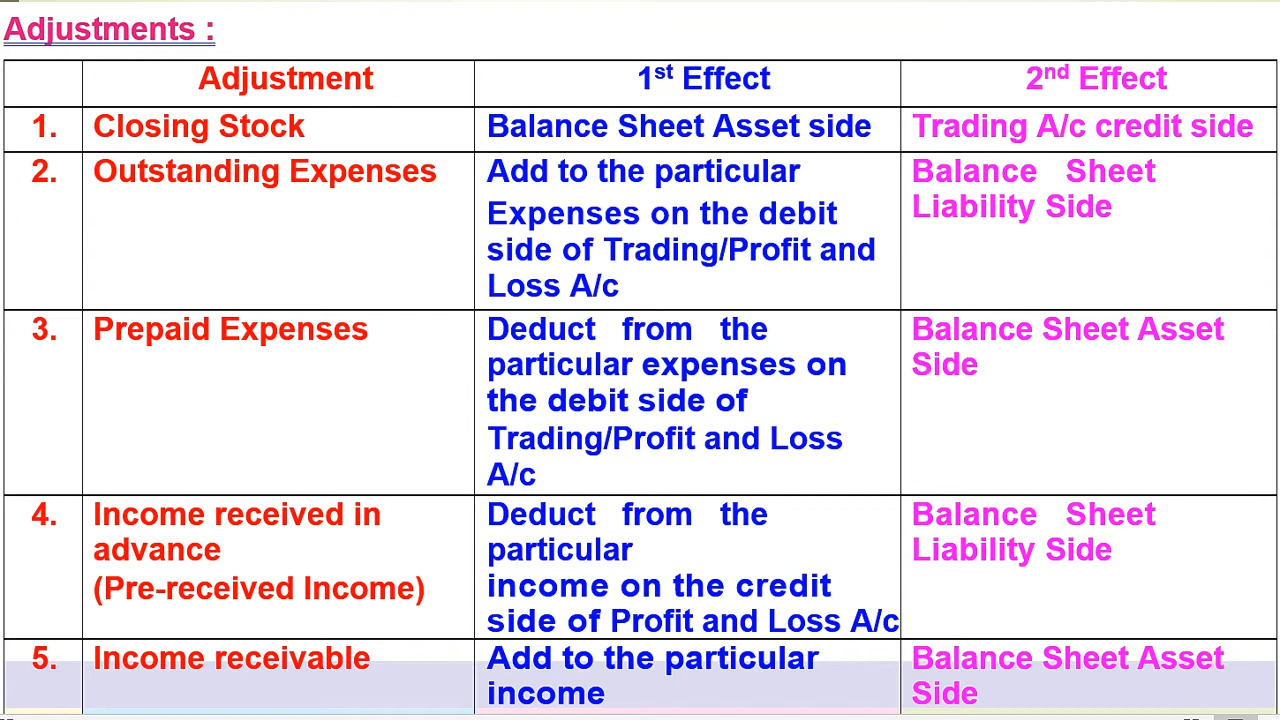 Adjustments :
Adjustment 1st Effect 2nd Effect
1. Closing Stock Balance Sheet Asset side Trading A/c credit side
2. Outstanding Expenses Add to the particular
Expenses on the debit
side of Trading/Profit and
Loss A/c
Balance Sheet
Liability Side
3. Prepaid Expenses Deduct from the
particular expenses on
the debit side of
Trading/Profit and Loss
A/c
Balance Sheet Asset
Side
4. Income received in
advance
(Pre-received Income)
Deduct from the
particular
income on the credit
side of Profit and Loss A/c
Balance Sheet
Liability Side
5. Income receivable Add to the particular
income
Balance Sheet Asset
Side